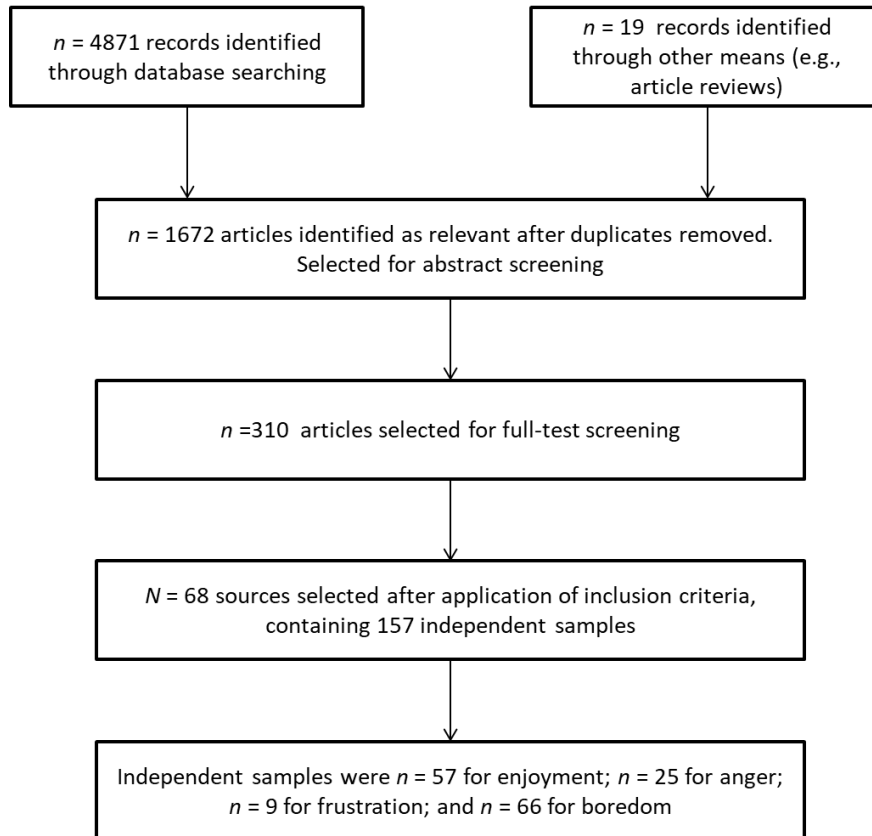 n = 4871 records identified
through database searching
n = 19 records identified
through other means (e.g.,
article reviews)
n = 1672 articles identified as relevant after duplicates removed.
Selected for abstract screening
n =310 articles selected for full-test screening
N = 68 sources selected after application of inclusion criteria,
containing 157 independent samples
Independent samples were n = 57 for enjoyment; n = 25 for anger;
n = 9 for frustration; and n = 66 for boredom